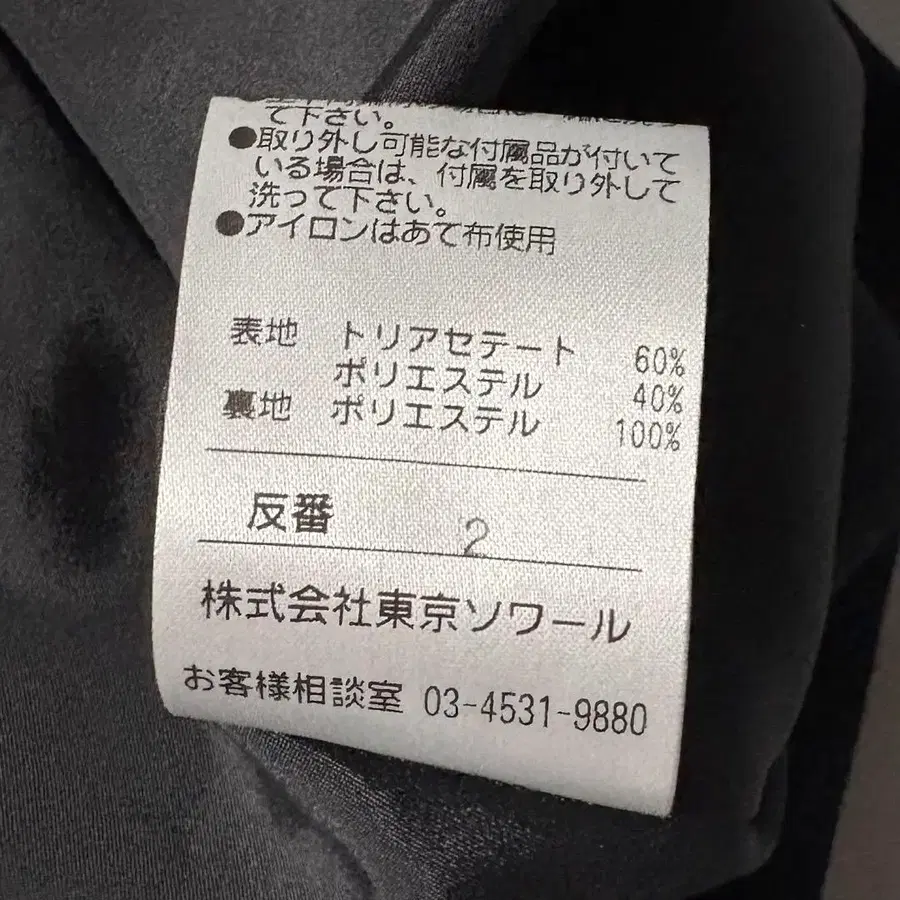 て下さい。
●取り外し可能な付属品が付いて
いる場合は、付属を取り外して
洗って下さい。
●アイロンはあて布使用
表地 トリアセテート 60%
ポリエステル 40%
裏地 ポリエステル 100%
反番 2
株式会社東京ソワール
お客様相談室 03-4531-9880